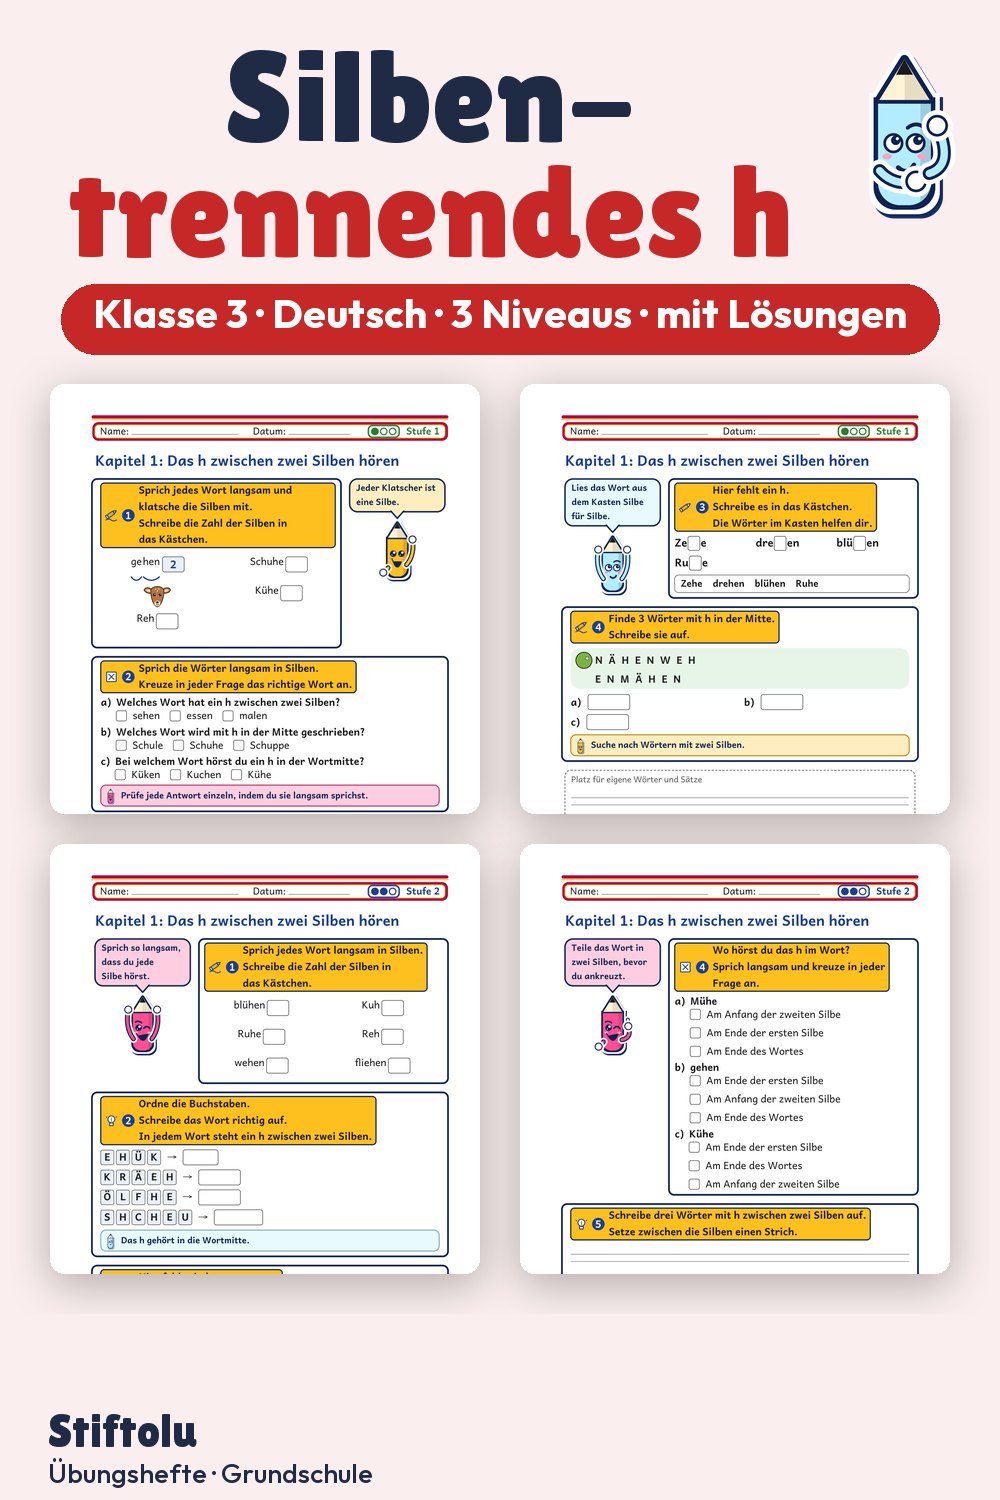 Silben-
trennendes h
Klasse 3 · Deutsch · 3 Niveaus · mit Lösungen
Name: Datum: Stufe 1
Kapitel 1: Das h zwischen zwei Silben hören
1 Sprich jedes Wort langsam und
klatsche die Silben mit.
Schreibe die Zahl der Silben in
das Kästchen.
Jeder Klatscher ist
eine Silbe.
gehen 2 Schuhe
Kühe
Reh
2 Sprich die Wörter langsam in Silben.
Kreuze in jeder Frage das richtige Wort an.
a) Welches Wort hat ein h zwischen zwei Silben?
sehen essen malen
b) Welches Wort wird mit h in der Mitte geschrieben?
Schule Schuhe Schuppe
c) Bei welchem Wort hörst du ein h in der Wortmitte?
Küken Kuchen Kühe
Prüfe jede Antwort einzeln, indem du sie langsam sprichst.
Name: Datum: Stufe 1
Kapitel 1: Das h zwischen zwei Silben hören
Lies das Wort aus
dem Kasten Silbe
für Silbe.
3 Hier fehlt ein h.
Schreibe es in das Kästchen.
Die Wörter im Kasten helfen dir.
Ze e dre en blü en
Ru e
Zehe drehen blühen Ruhe
4 Finde 3 Wörter mit h in der Mitte.
Schreibe sie auf.
N Ä H E N W E H
E N M Ä H E N
a) b)
c)
Suche nach Wörtern mit zwei Silben.
Platz für eigene Wörter und Sätze
Name: Datum: Stufe 2
Kapitel 1: Das h zwischen zwei Silben hören
Sprich so langsam,
dass du jede
Silbe hörst.
1 Sprich jedes Wort langsam in Silben.
Schreibe die Zahl der Silben in
das Kästchen.
blühen Kuh
Ruhe Reh
wehen fliehen
2 Ordne die Buchstaben.
Schreibe das Wort richtig auf.
In jedem Wort steht ein h zwischen zwei Silben.
E H Ü K →
K R Ä E H →
Ö L F H E →
S H C H E U →
Das h gehört in die Wortmitte.
Name: Datum: Stufe 2
Kapitel 1: Das h zwischen zwei Silben hören
Teile das Wort in
zwei Silben, bevor
du ankreuzt.
4 Wo hörst du das h im Wort?
Sprich langsam und kreuze in jeder
Frage an.
a) Mühe
Am Anfang der zweiten Silbe
Am Ende der ersten Silbe
Am Ende des Wortes
b) gehen
Am Ende der ersten Silbe
Am Anfang der zweiten Silbe
Am Ende des Wortes
c) Kühe
Am Ende der ersten Silbe
Am Ende des Wortes
Am Anfang der zweiten Silbe
5 Schreibe drei Wörter mit h zwischen zwei Silben auf.
Setze zwischen die Silben einen Strich.
Stiftolu
Übungshefte · Grundschule